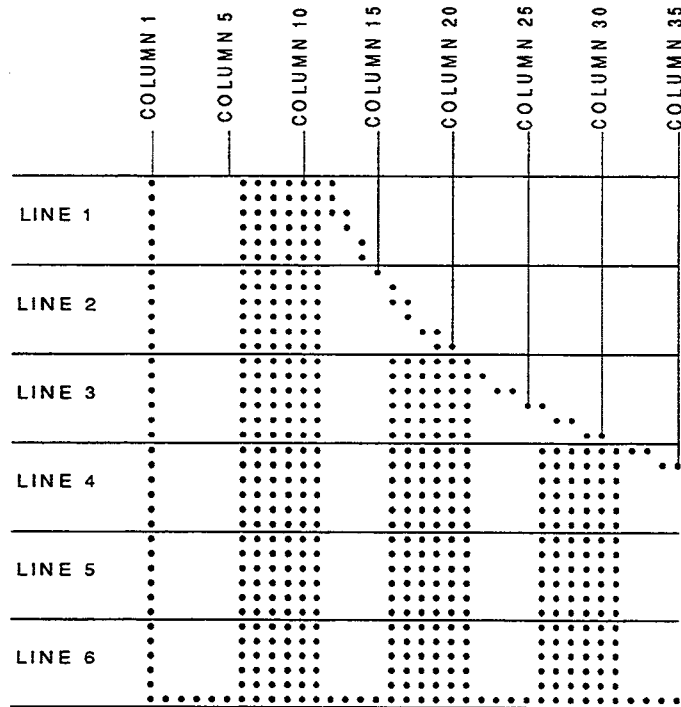 COLUMN 1
COLUMN 5
COLUMN 10
COLUMN 15
COLUMN 20
COLUMN 25
COLUMN 30
COLUMN 35
LINE 1
LINE 2
LINE 3
LINE 4
LINE 5
LINE 6